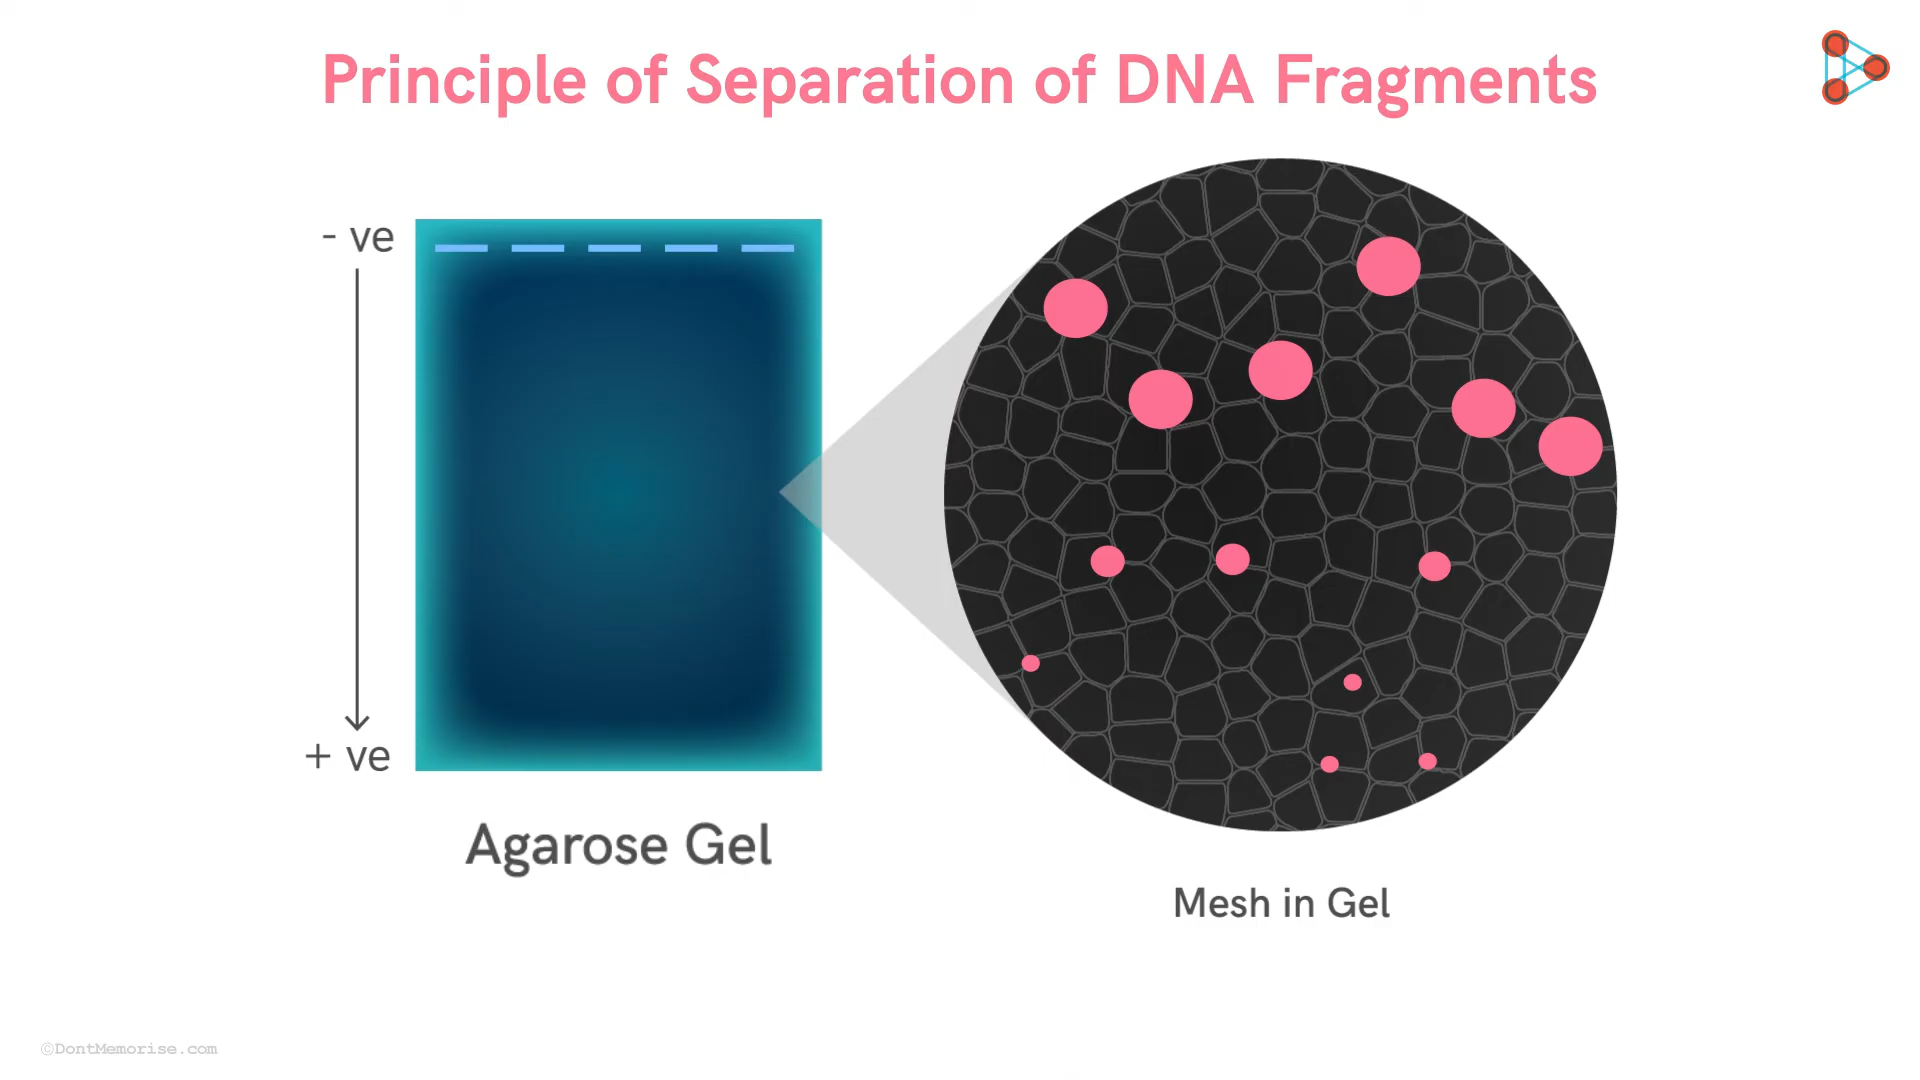 Principle of Separation of DNA Fragments
- ve
+ ve
Agarose Gel
Mesh in Gel
©DontMemorise.com